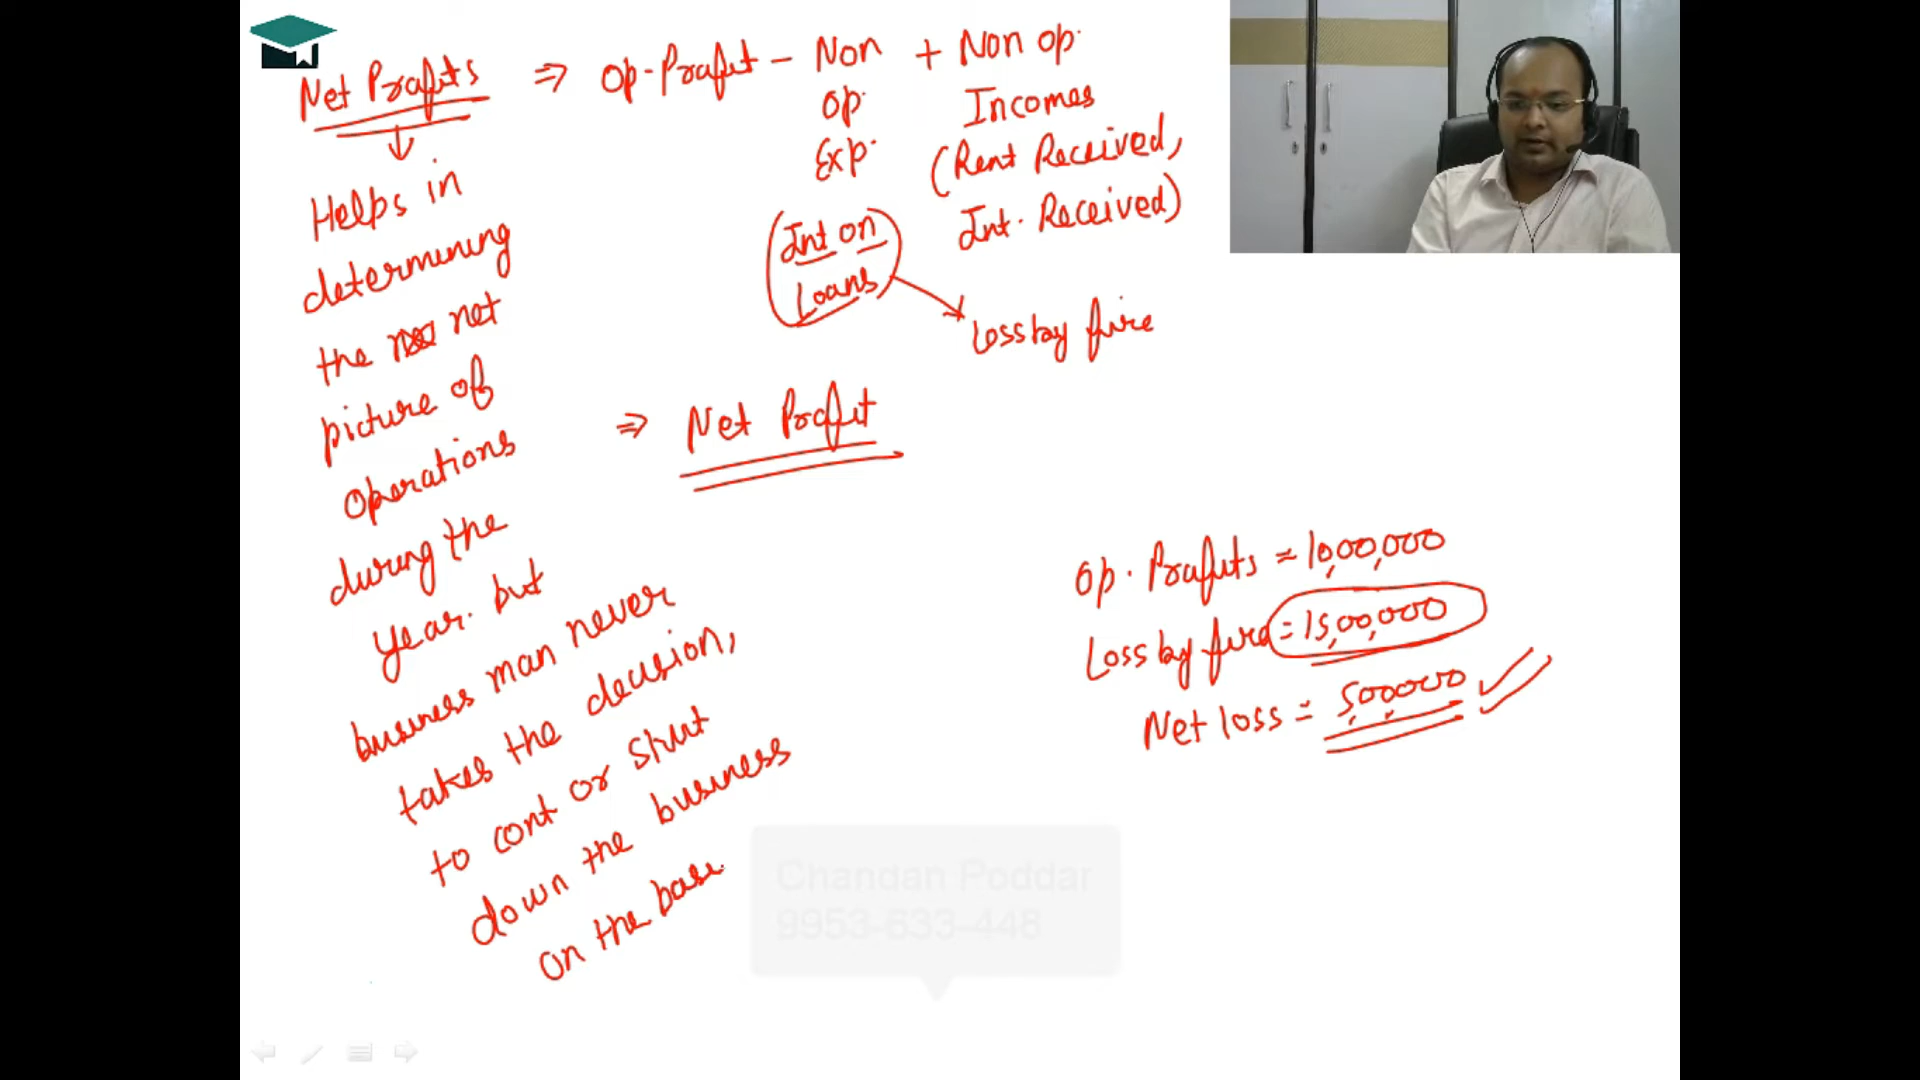 Net Profits ⇒ Op. Profit - Non + Non op.
Op. Incomes
Exp. (Rent Received,
Int. Received)
(Int on
Loans)
Loss by fire
⇒ Net Profit
Helps in
determining
the net
picture of
operations
during the
year. but
business man never
takes the decision,
to cont or shut
down the business
on the base
Op. Profits = 10,00,000
Loss by fire = 15,00,000
Net loss = 5,00,000
Chandan Poddar
9953-633-448